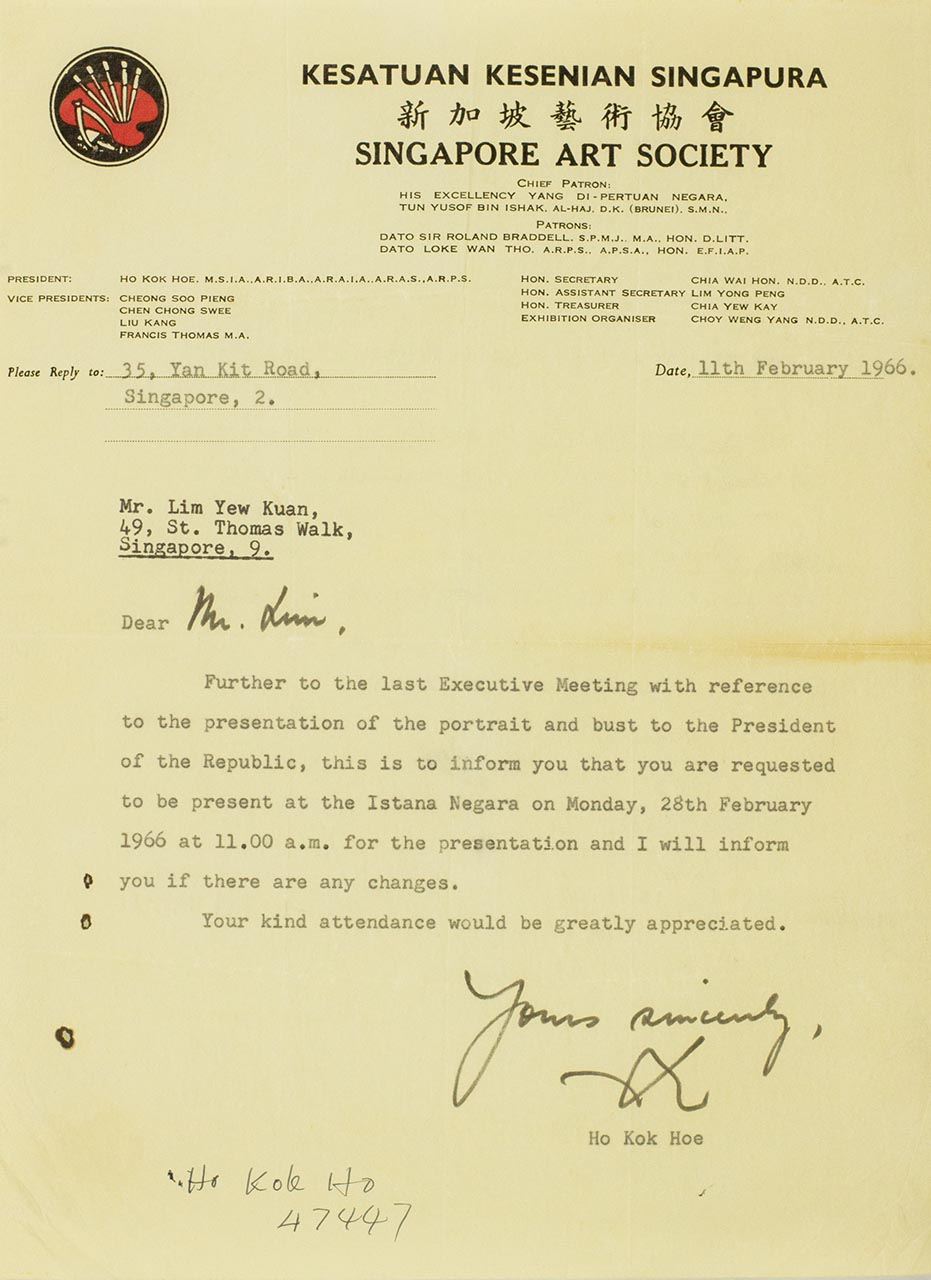 KESATUAN KESENIAN SINGAPURA
新加坡藝術協會
SINGAPORE ART SOCIETY
CHIEF PATRON:
HIS EXCELLENCY YANG DI-PERTUAN NEGARA,
TUN YUSOF BIN ISHAK, AL-HAJ, D.K. (BRUNEI), S.M.N.,
PATRONS:
DATO SIR ROLAND BRADDELL, S.P.M.J., M.A., HON. D.LITT.
DATO LOKE WAN THO, A.R.P.S., A.P.S.A., HON. E.F.I.A.P.
PRESIDENT: HO KOK HOE, M.S.I.A., A.R.I.B.A., A.R.A.I.A., A.R.A.S., A.R.P.S.
VICE PRESIDENTS: CHEONG SOO PIENG
CHEN CHONG SWEE
LIU KANG
FRANCIS THOMAS M.A.
HON. SECRETARY CHIA WAI HON, N.D.D., A.T.C.
HON. ASSISTANT SECRETARY LIM YONG PENG
HON. TREASURER CHIA YEW KAY
EXHIBITION ORGANISER CHOY WENG YANG N.D.D., A.T.C.
Please Reply to: 35, Yan Kit Road,
Singapore, 2.
Date, 11th February 1966.
Mr. Lim Yew Kuan,
49, St. Thomas Walk,
Singapore, 9.
Dear Mr. Lim,
Further to the last Executive Meeting with reference
to the presentation of the portrait and bust to the President
of the Republic, this is to inform you that you are requested
to be present at the Istana Negara on Monday, 28th February
1966 at 11.00 a.m. for the presentation and I will inform
you if there are any changes.
Your kind attendance would be greatly appreciated.
Yours sincerely,
Ho Kok Hoe
Ho Kok Ho
47447